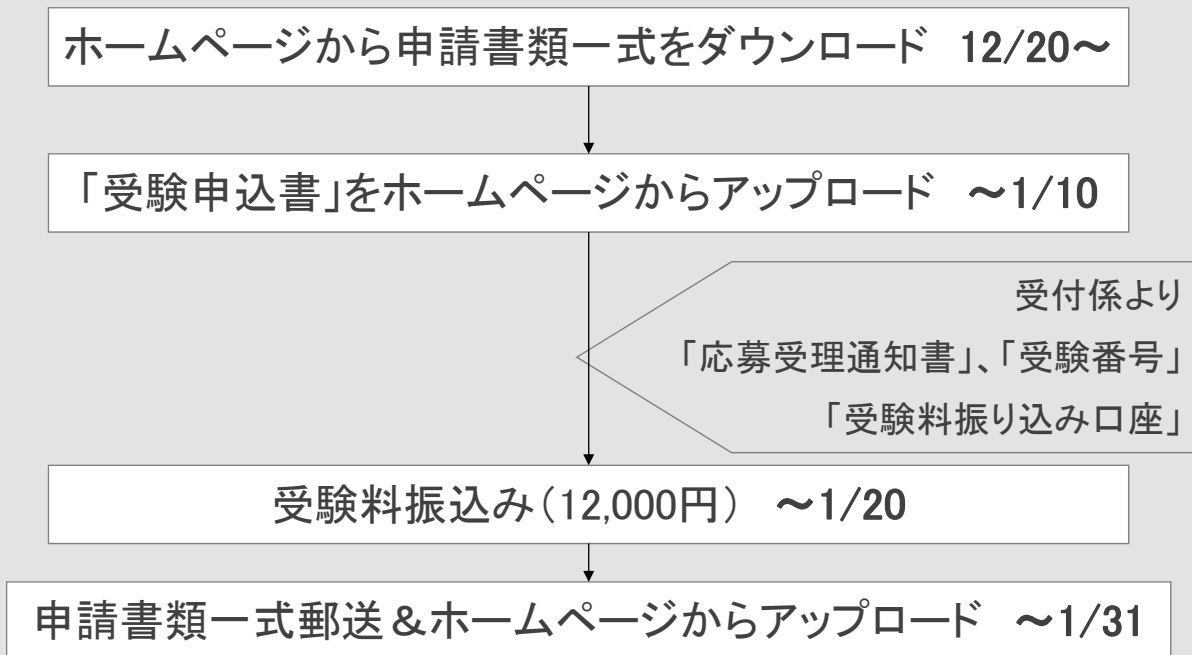 ホームページから申請書類一式をダウンロード 12/20～
「受験申込書」をホームページからアップロード ～1/10
受付係より
「応募受理通知書」、「受験番号」
「受験料振り込み口座」
受験料振込み(12,000円) ～1/20
申請書類一式郵送＆ホームページからアップロード ～1/31